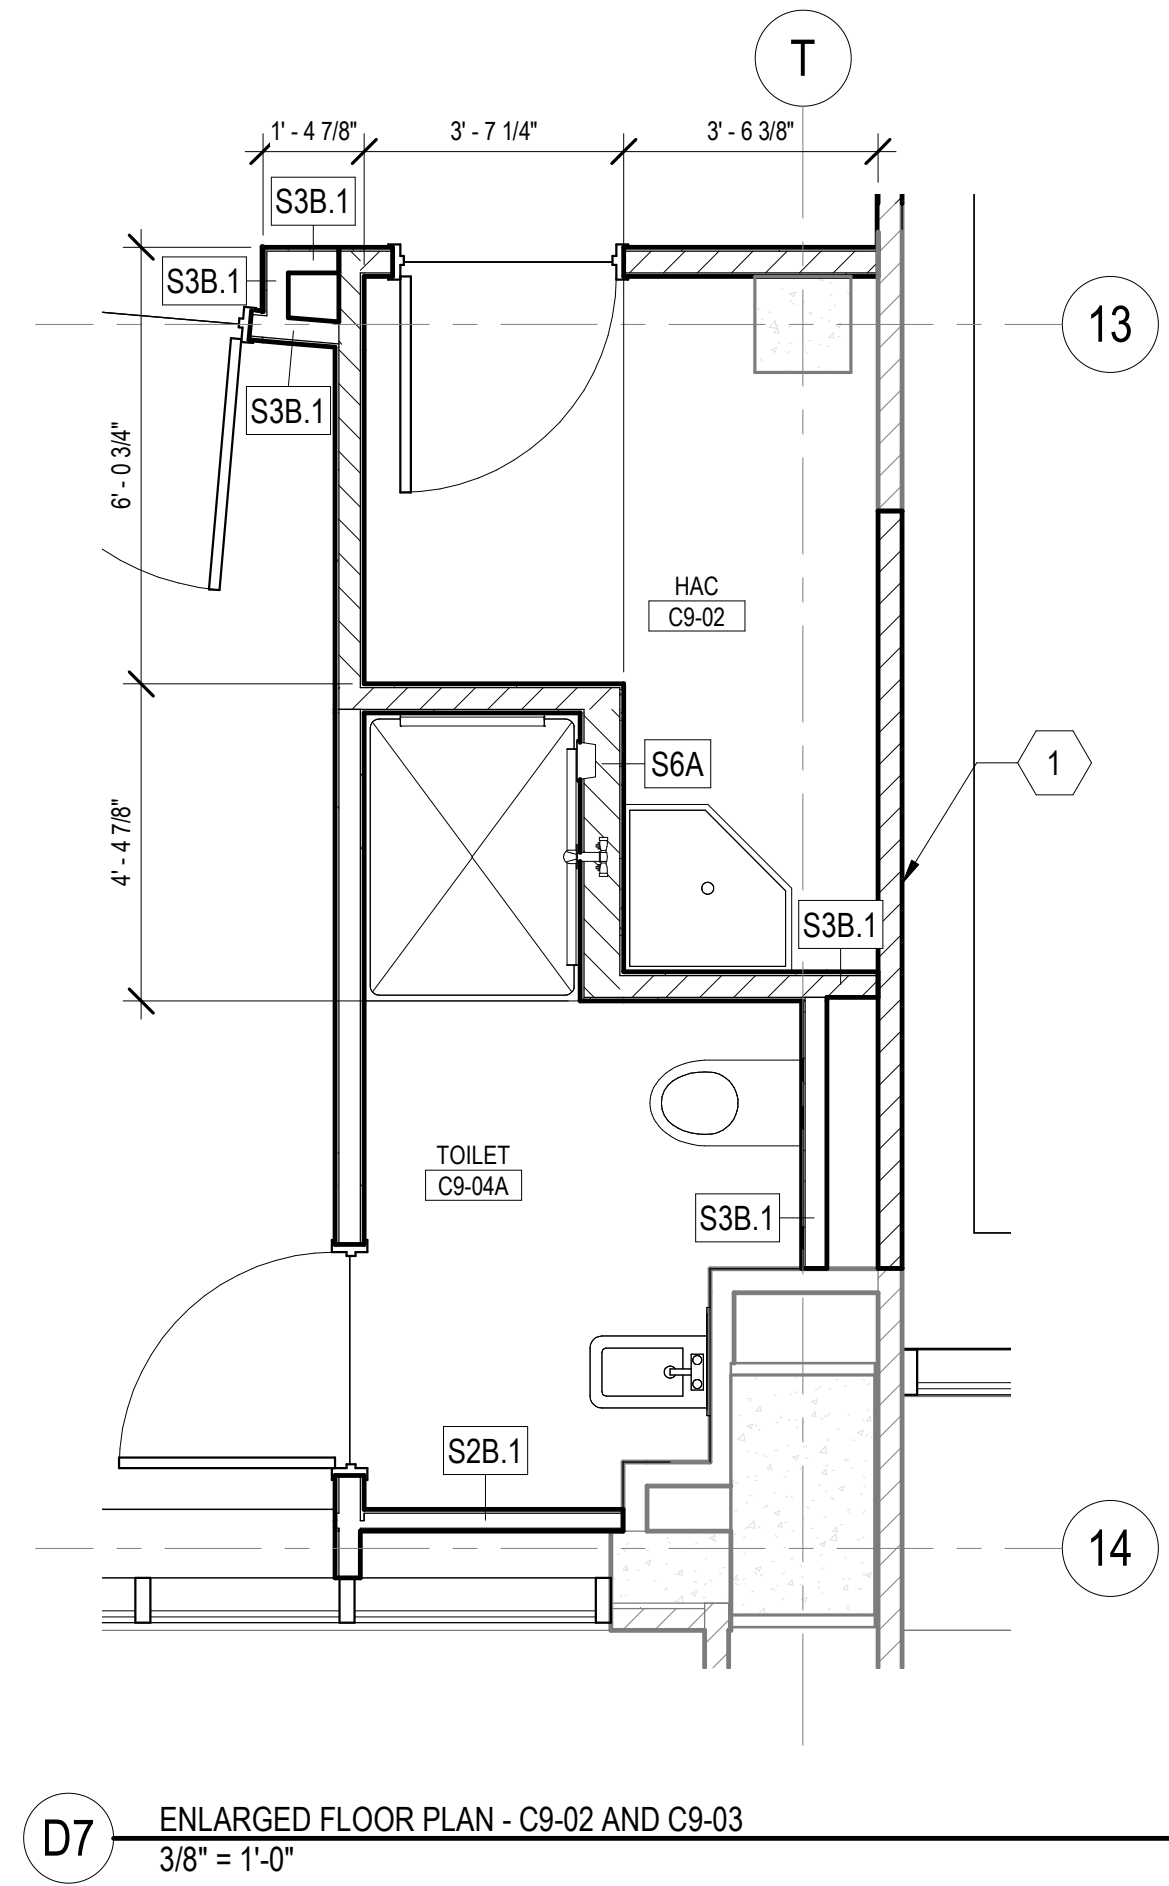 T
1' - 4 7/8"
3' - 7 1/4"
3' - 6 3/8"
S3B.1
S3B.1
13
S3B.1
6' - 0 3/4"
HAC
C9-02
S6A
1
4' - 4 7/8"
S3B.1
TOILET
C9-04A
S3B.1
S2B.1
14
D7
ENLARGED FLOOR PLAN - C9-02 AND C9-03
3/8" = 1'-0"